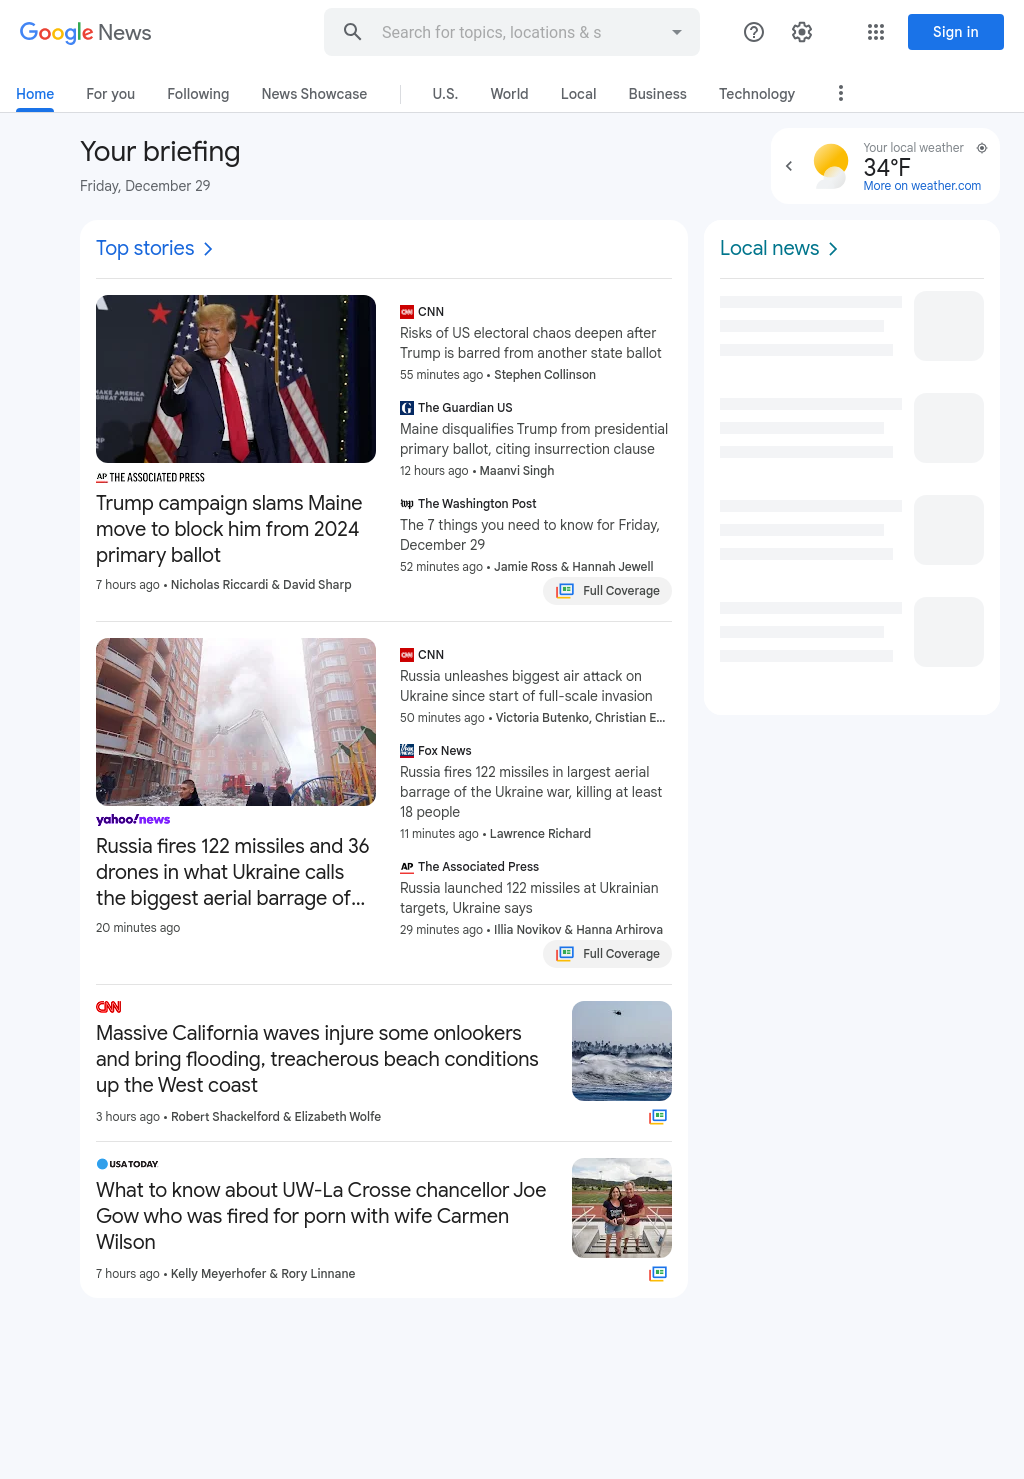 Google News
Search for topics, locations & s
Sign in
Home
For you
Following
News Showcase
U.S.
World
Local
Business
Technology
Your briefing
Friday, December 29
Your local weather
34°F
More on weather.com
Top stories
MAKE AMERICA
GREAT AGAIN!
AP THE ASSOCIATED PRESS
Trump campaign slams Maine
move to block him from 2024
primary ballot
7 hours ago • Nicholas Riccardi & David Sharp
CNN CNN
Risks of US electoral chaos deepen after
Trump is barred from another state ballot
55 minutes ago • Stephen Collinson
G The Guardian US
Maine disqualifies Trump from presidential
primary ballot, citing insurrection clause
12 hours ago • Maanvi Singh
wp The Washington Post
The 7 things you need to know for Friday,
December 29
52 minutes ago • Jamie Ross & Hannah Jewell
Full Coverage
yahoo!news
Russia fires 122 missiles and 36
drones in what Ukraine calls
the biggest aerial barrage of...
20 minutes ago
CNN CNN
Russia unleashes biggest air attack on
Ukraine since start of full-scale invasion
50 minutes ago • Victoria Butenko, Christian E...
FOX NEWS Fox News
Russia fires 122 missiles in largest aerial
barrage of the Ukraine war, killing at least
18 people
11 minutes ago • Lawrence Richard
AP The Associated Press
Russia launched 122 missiles at Ukrainian
targets, Ukraine says
29 minutes ago • Illia Novikov & Hanna Arhirova
Full Coverage
CNN
Massive California waves injure some onlookers
and bring flooding, treacherous beach conditions
up the West coast
3 hours ago • Robert Shackelford & Elizabeth Wolfe
USA TODAY
What to know about UW-La Crosse chancellor Joe
Gow who was fired for porn with wife Carmen
Wilson
7 hours ago • Kelly Meyerhofer & Rory Linnane
Local news